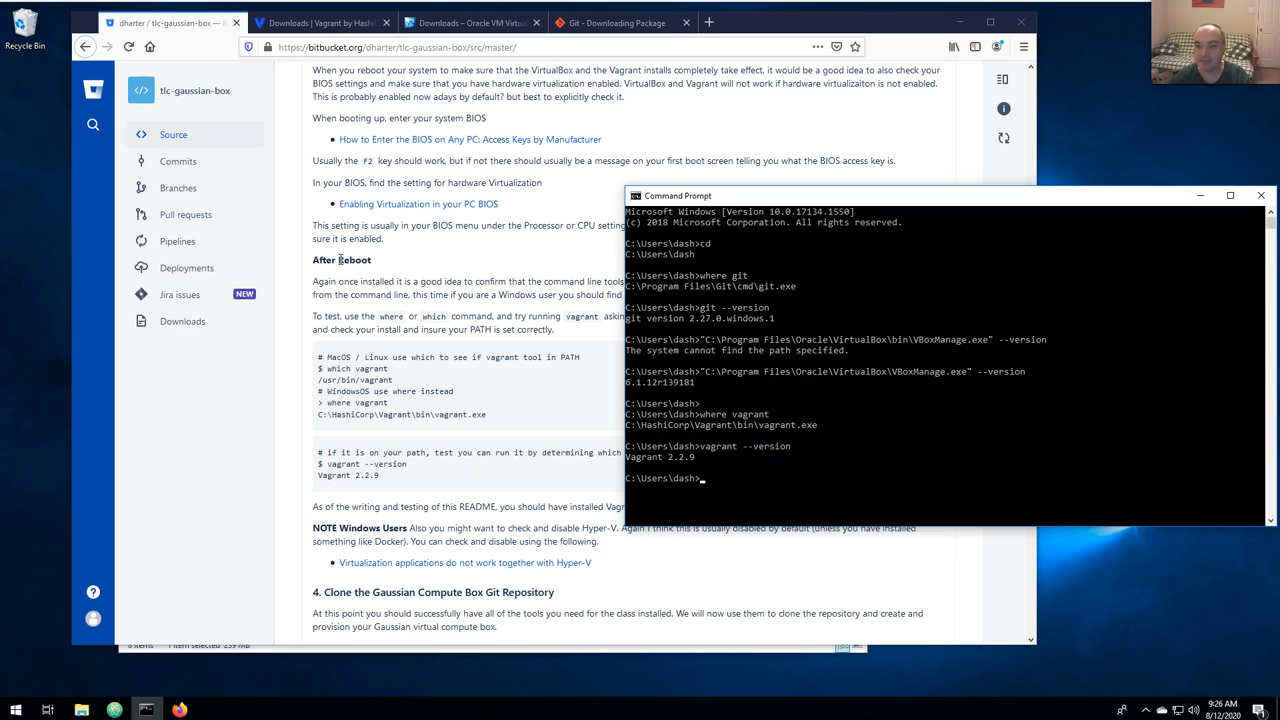 Recycle Bin
dharter / tlc-gaussian-box — B
Downloads | Vagrant by HashiC
Downloads – Oracle VM Virtua
Git - Downloading Package
https://bitbucket.org/dharter/tlc-gaussian-box/src/master/
tlc-gaussian-box
Source
Commits
Branches
Pull requests
Pipelines
Deployments
Jira issues NEW
Downloads
When you reboot your system to make sure that the VirtualBox and the Vagrant installs completely take effect, it would be a good idea to also check your
BIOS settings and make sure that you have hardware virtualization enabled. VirtualBox and Vagrant will not work if hardware virtualizaiton is not enabled.
This is probably enabled now adays by default? but best to explicitly check it.
When booting up, enter your system BIOS
• How to Enter the BIOS on Any PC: Access Keys by Manufacturer
Usually the F2 key should work, but if not there should usually be a message on your first boot screen telling you what the BIOS access key is.
In your BIOS, find the setting for hardware Virtualization
• Enabling Virtualization in your PC BIOS
This setting is usually in your BIOS menu under the Processor or CPU setting
sure it is enabled.
After Reboot
Again once installed it is a good idea to confirm that the command line tools
from the command line, this time if you are a Windows user you should find
To test, use the where or which command, and try running vagrant askin
and check your install and insure your PATH is set correctly.
# MacOS / Linux use which to see if vagrant tool in PATH
$ which vagrant
/usr/bin/vagrant
# WindowsOS use where instead
> where vagrant
C:\HashiCorp\Vagrant\bin\vagrant.exe
# if it is on your path, test you can run it by determining which
$ vagrant --version
Vagrant 2.2.9
As of the writing and testing of this README, you should have installed Vagr
NOTE Windows Users Also you might want to check and disable Hyper-V. Again I think this is usually disabled by default (unless you have installed
something like Docker). You can check and disable using the following.
• Virtualization applications do not work together with Hyper-V
4. Clone the Gaussian Compute Box Git Repository
At this point you should successfully have all of the tools you need for the class installed. We will now use them to clone the repository and create and
provision your Gaussian virtual compute box.
Command Prompt
Microsoft Windows [Version 10.0.17134.1550]
(c) 2018 Microsoft Corporation. All rights reserved.
C:\Users\dash>cd
C:\Users\dash
C:\Users\dash>where git
C:\Program Files\Git\cmd\git.exe
C:\Users\dash>git --version
git version 2.27.0.windows.1
C:\Users\dash>"C:\Program Files\Oracle\VirtualBox\bin\VBoxManage.exe" --version
The system cannot find the path specified.
C:\Users\dash>"C:\Program Files\Oracle\VirtualBox\VBoxManage.exe" --version
6.1.12r139181
C:\Users\dash>
C:\Users\dash>where vagrant
C:\HashiCorp\Vagrant\bin\vagrant.exe
C:\Users\dash>vagrant --version
Vagrant 2.2.9
C:\Users\dash>
8 items 1 item selected 239 MB
9:26 AM
8/12/2020